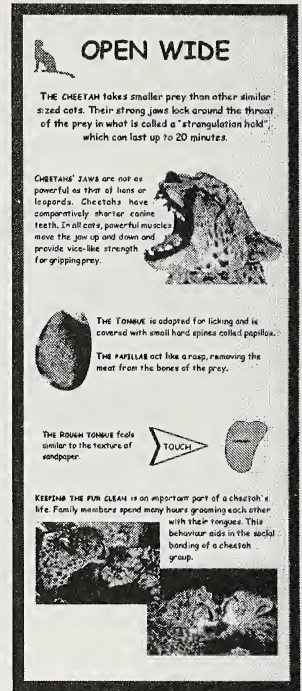 OPEN WIDE
THE CHEETAH takes smaller prey than other similar
sized cats. Their strong jaws lock around the throat
of the prey in what is called a "strangulation hold",
which can last up to 20 minutes.
CHEETAHS' JAWS are not as
powerful as that of lions or
leopards. Cheetahs have
comparatively shorter canine
teeth. In all cats, powerful muscles
move the jaw up and down and
provide vice-like strength
for gripping prey.
THE TONGUE is adapted for licking and is
covered with small hard spines called papillae.
THE PAPILLAE act like a rasp, removing the
meat from the bones of the prey.
THE ROUGH TONGUE feels
similar to the texture of
sandpaper.
TOUCH
KEEPING THE FUR CLEAN is an important part of a cheetah's
life. Family members spend many hours grooming each other
with their tongues. This
behaviour aids in the social
bonding of a cheetah
group.